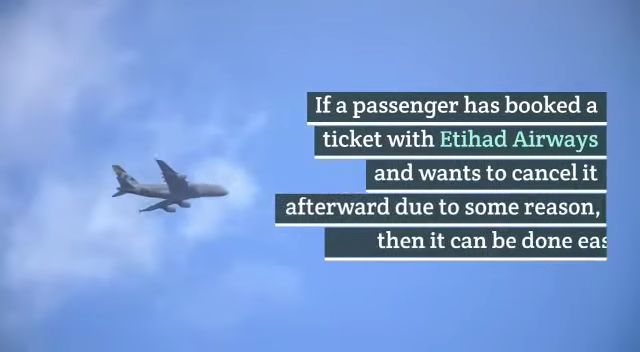 If a passenger has booked a
ticket with Etihad Airways
and wants to cancel it
afterward due to some reason,
then it can be done eas